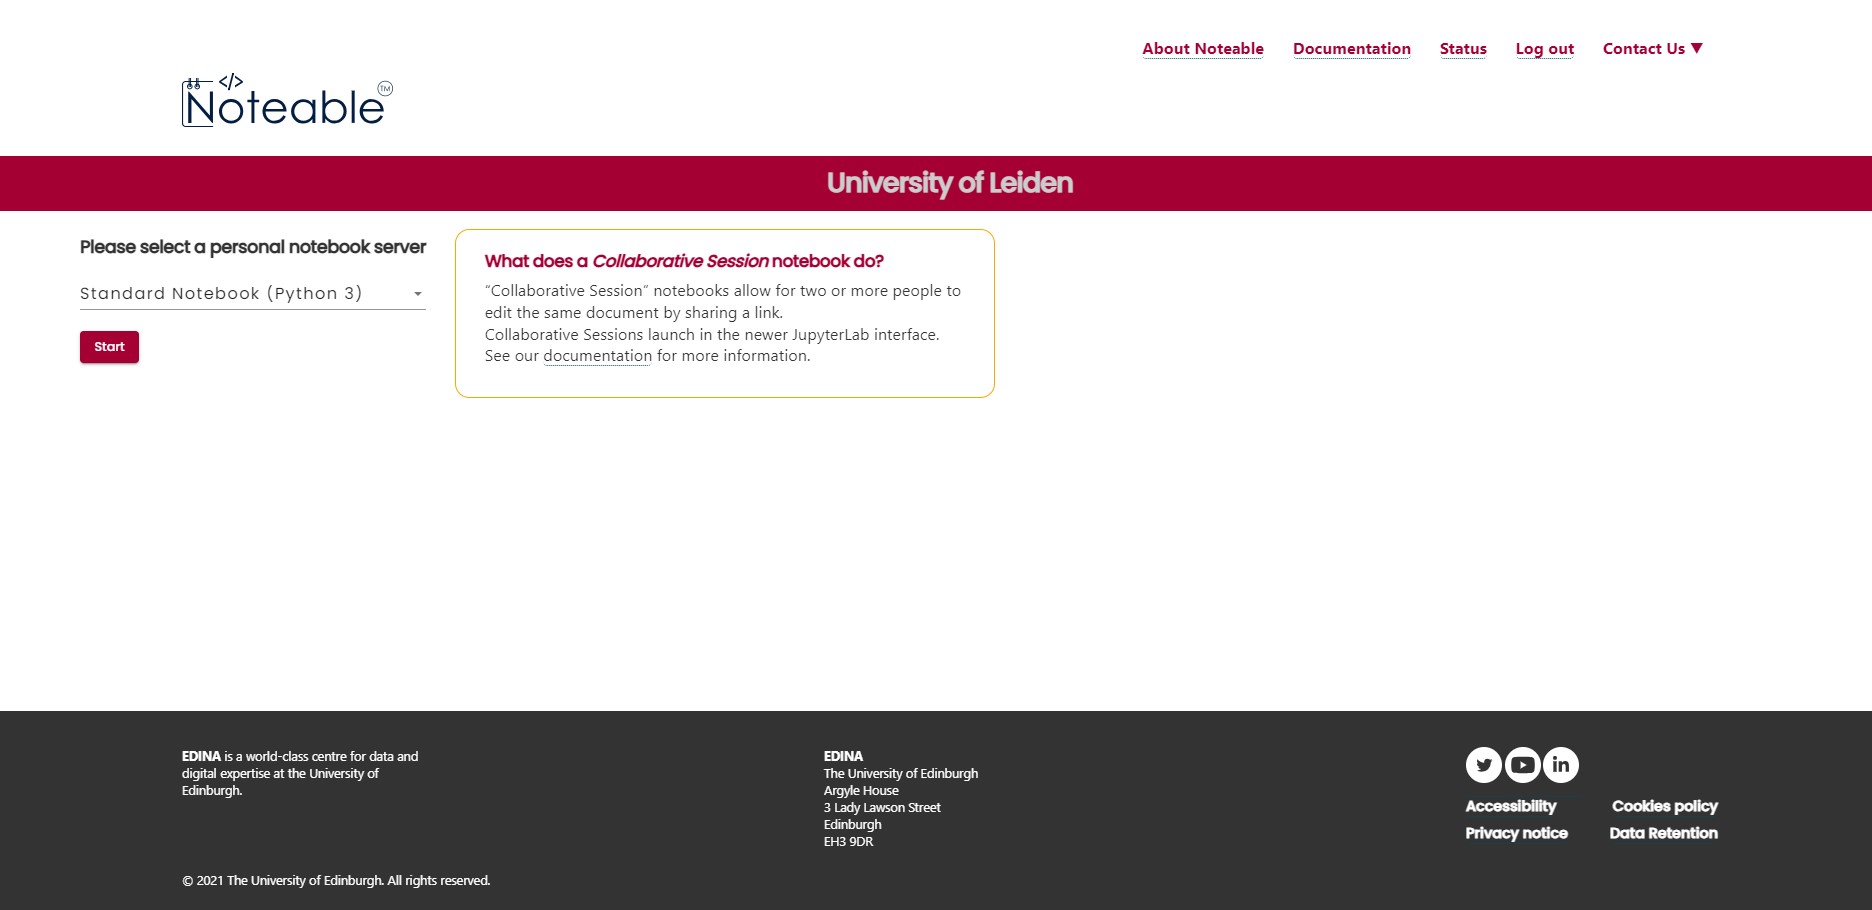 About Noteable Documentation Status Log out Contact Us ▼
</> Noteable TM
University of Leiden
Please select a personal notebook server
Standard Notebook (Python 3)
Start
What does a Collaborative Session notebook do?
“Collaborative Session” notebooks allow for two or more people to
edit the same document by sharing a link.
Collaborative Sessions launch in the newer JupyterLab interface.
See our documentation for more information.
EDINA is a world-class centre for data and
digital expertise at the University of
Edinburgh.
EDINA
The University of Edinburgh
Argyle House
3 Lady Lawson Street
Edinburgh
EH3 9DR
in
Accessibility Cookies policy
Privacy notice Data Retention
© 2021 The University of Edinburgh. All rights reserved.